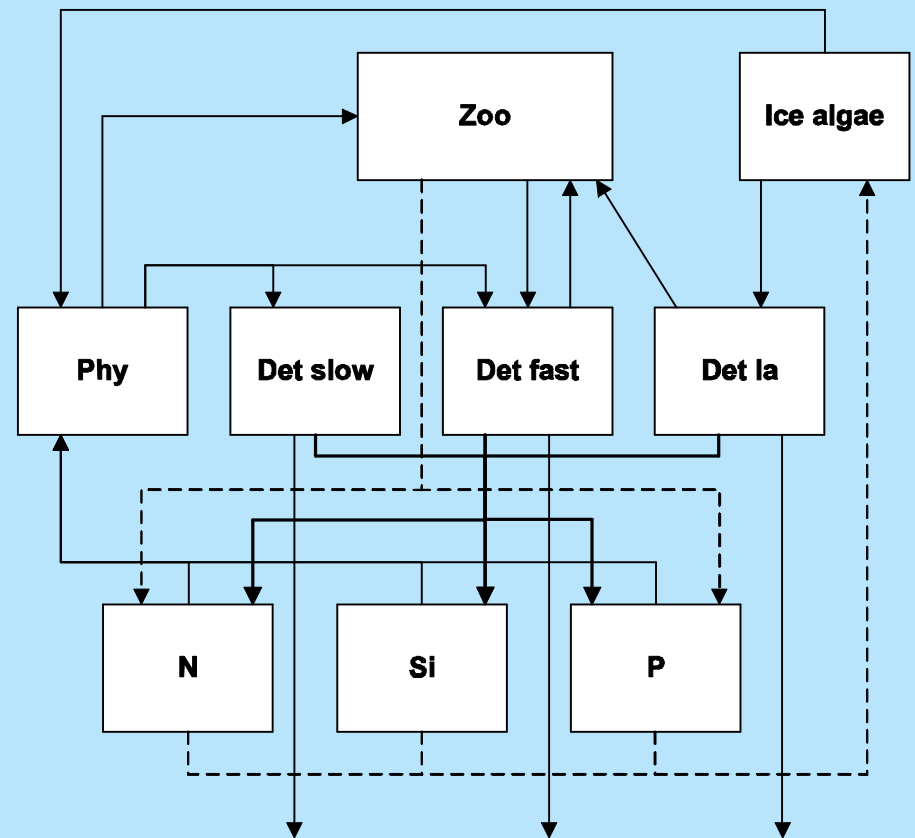 Zoo
Ice algae
Phy
Det slow
Det fast
Det Ia
N
Si
P